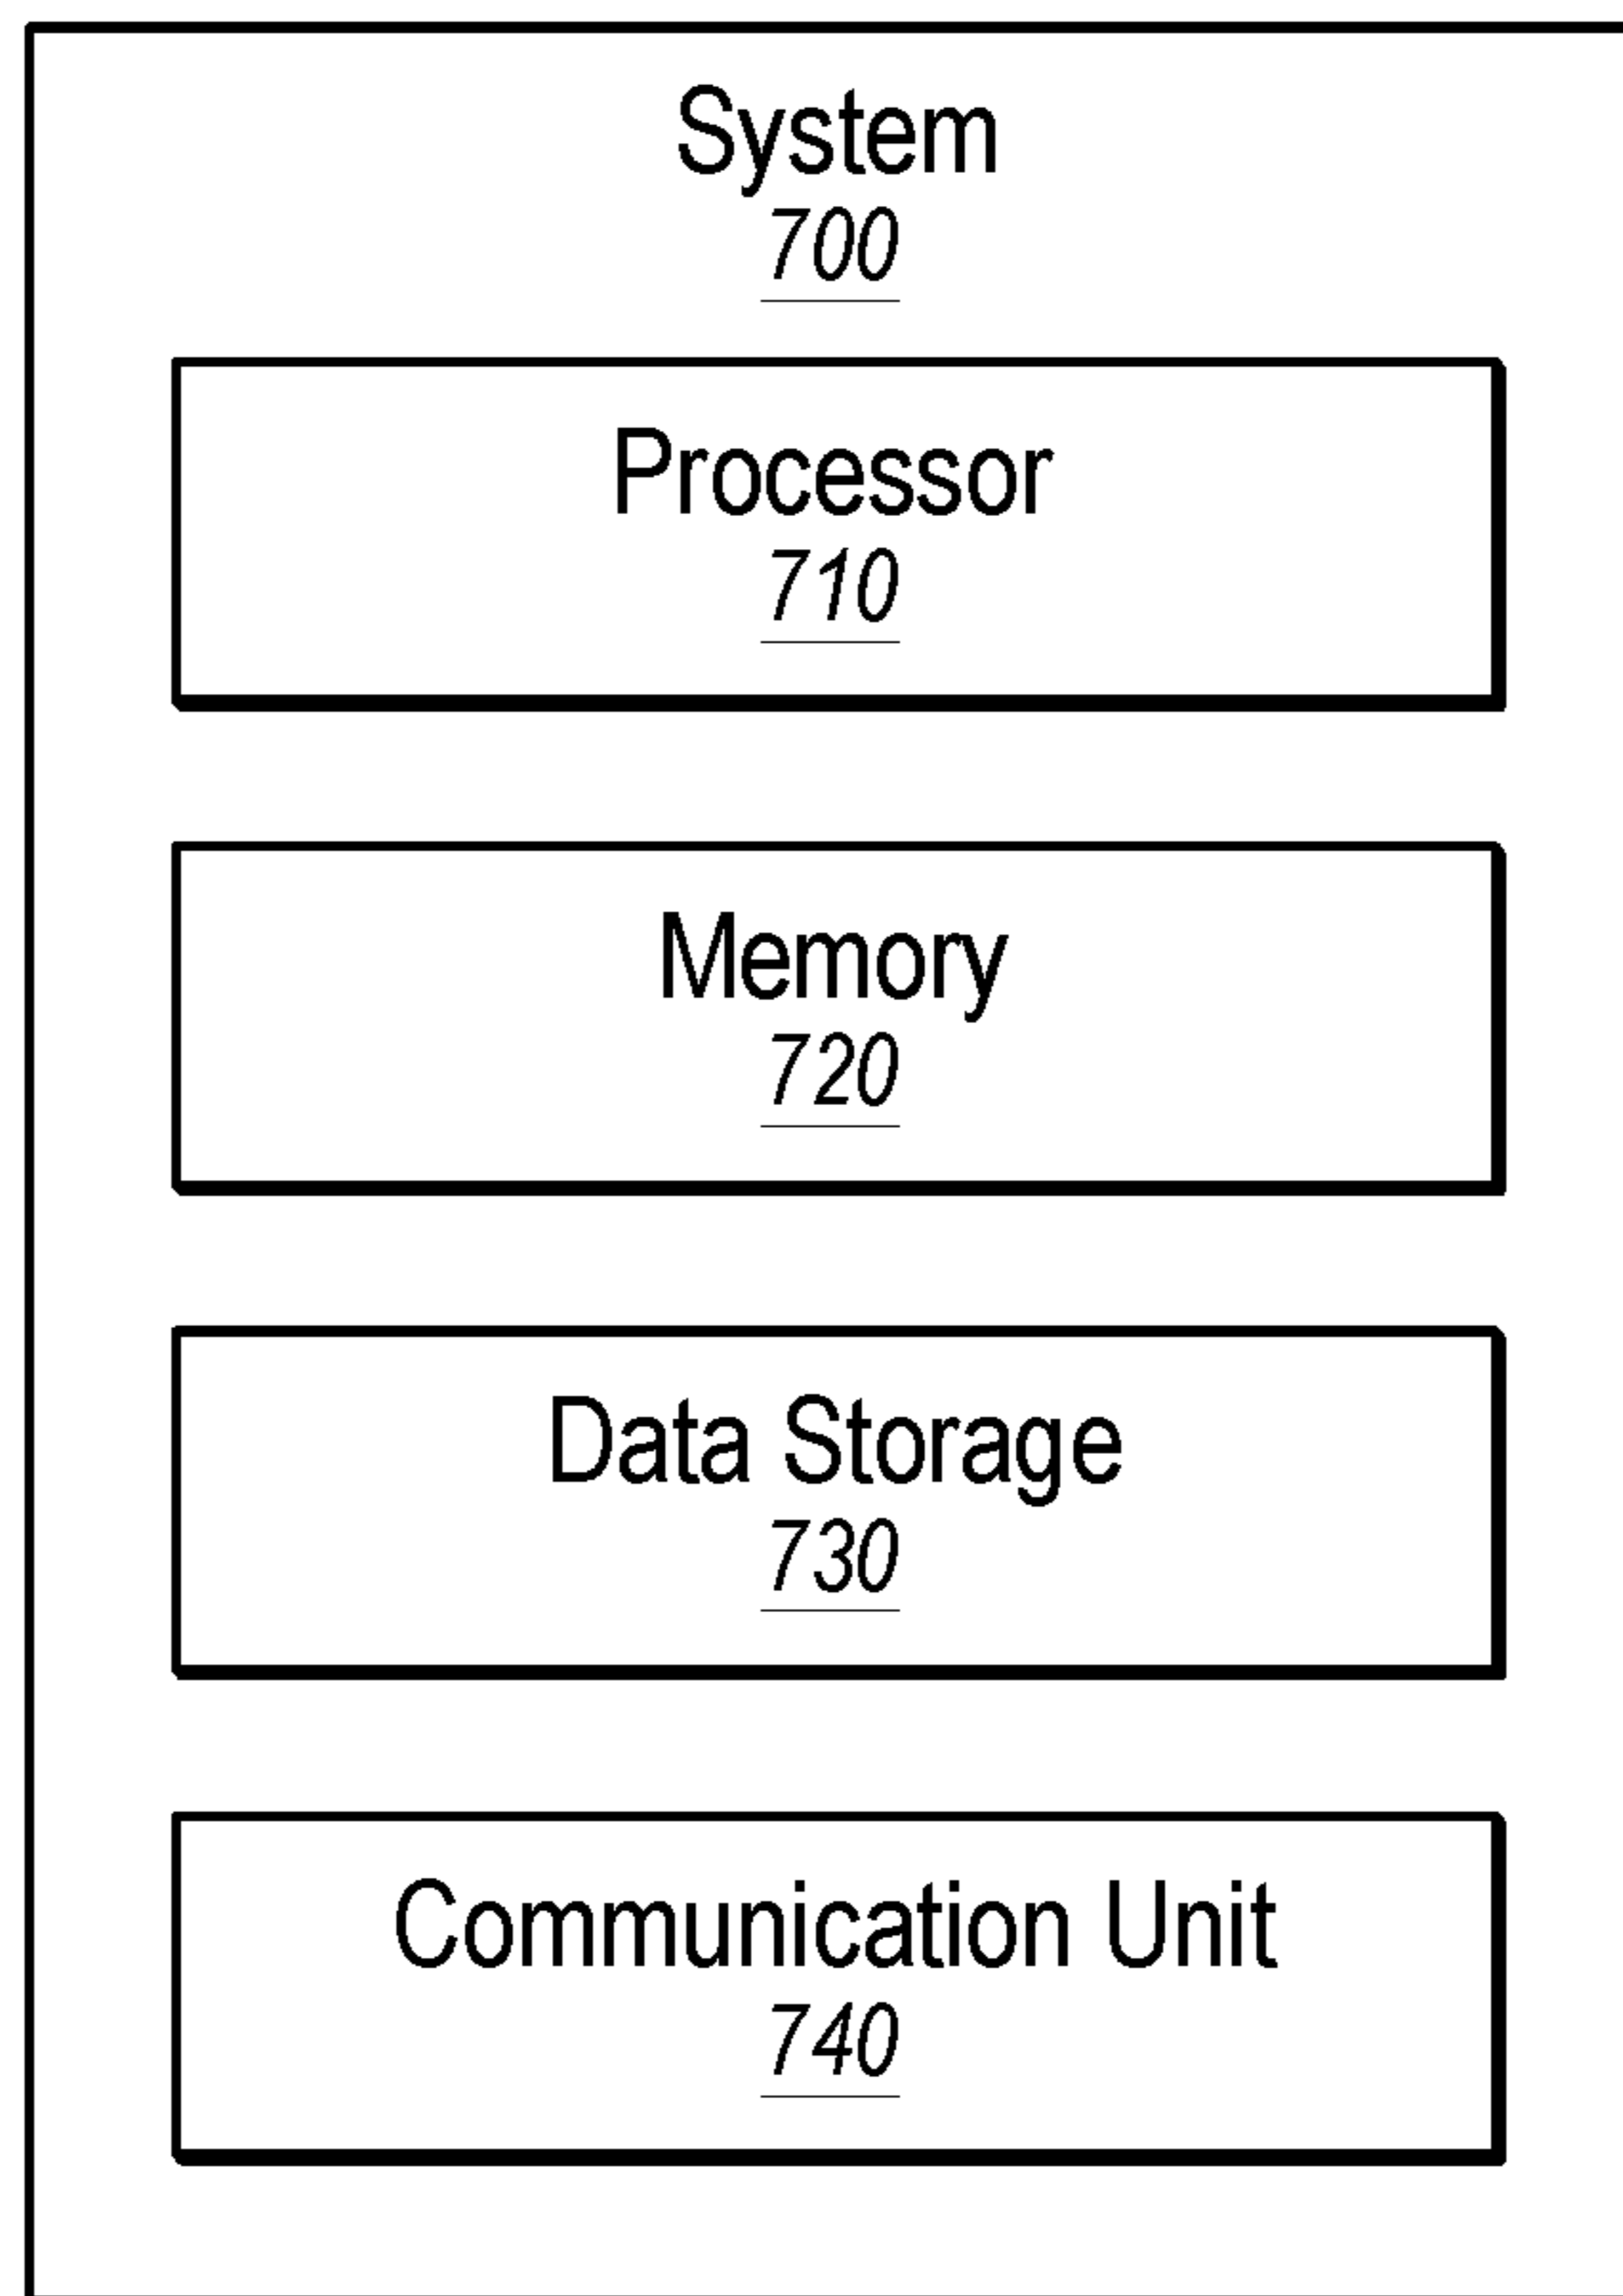 System
700
Processor
710
Memory
720
Data Storage
730
Communication Unit
740